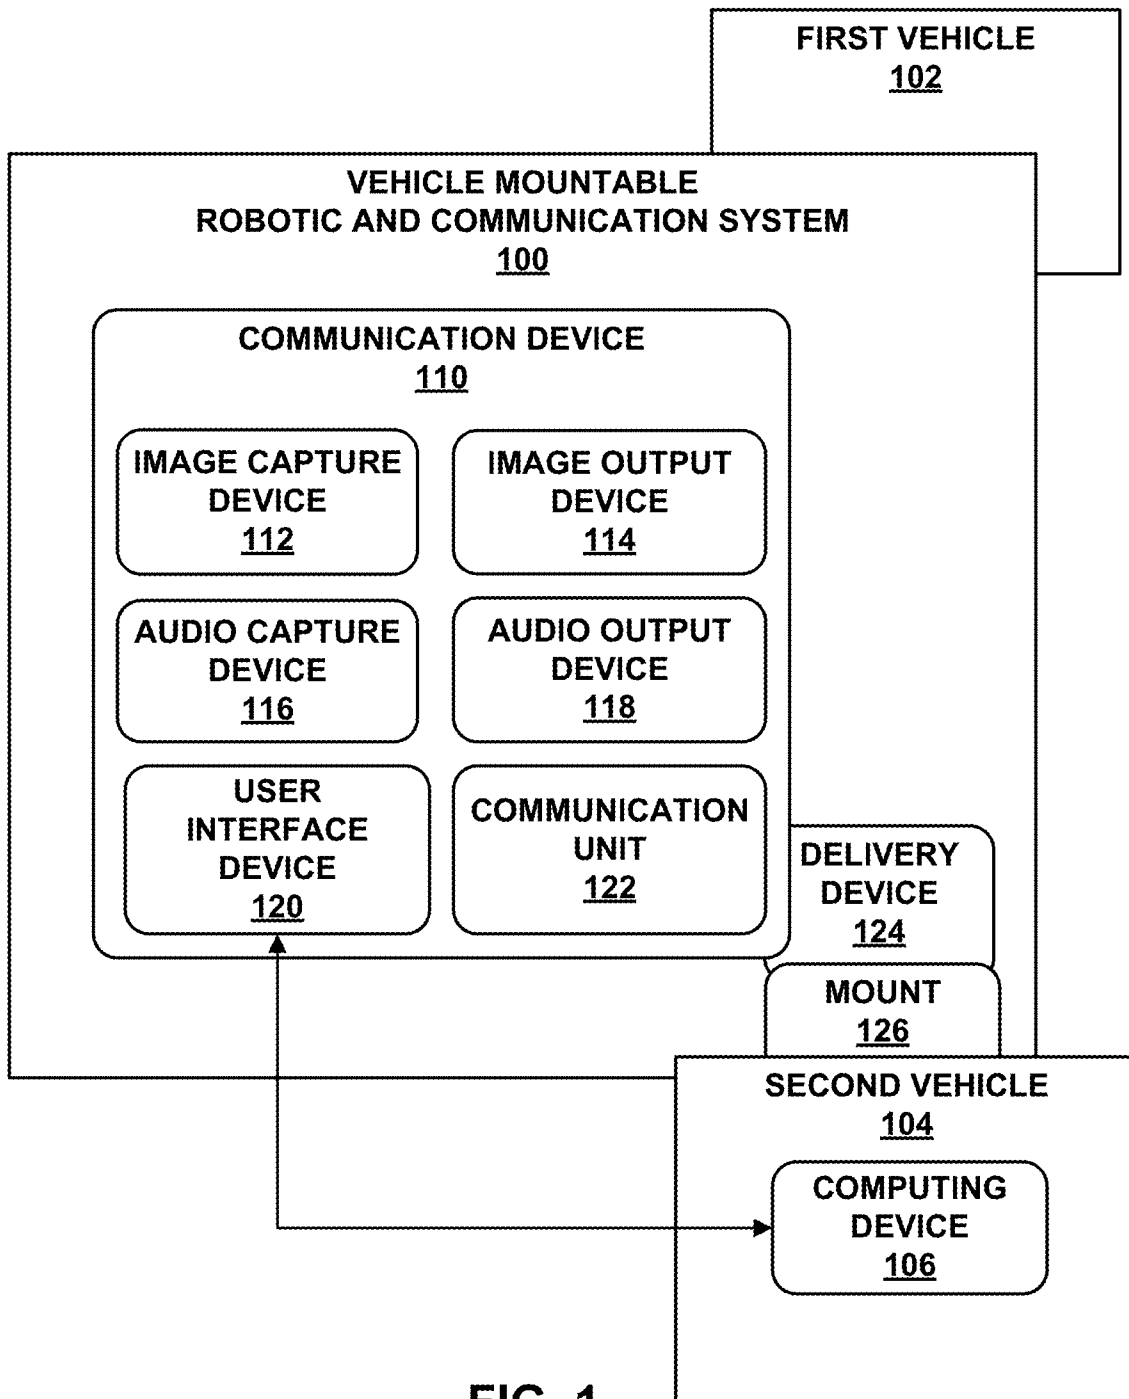 FIRST VEHICLE
102
VEHICLE MOUNTABLE
ROBOTIC AND COMMUNICATION SYSTEM
100
COMMUNICATION DEVICE
110
IMAGE CAPTURE
DEVICE
112
IMAGE OUTPUT
DEVICE
114
AUDIO CAPTURE
DEVICE
116
AUDIO OUTPUT
DEVICE
118
USER
INTERFACE
DEVICE
120
COMMUNICATION
UNIT
122
DELIVERY
DEVICE
124
MOUNT
126
SECOND VEHICLE
104
COMPUTING
DEVICE
106
FIG. 1